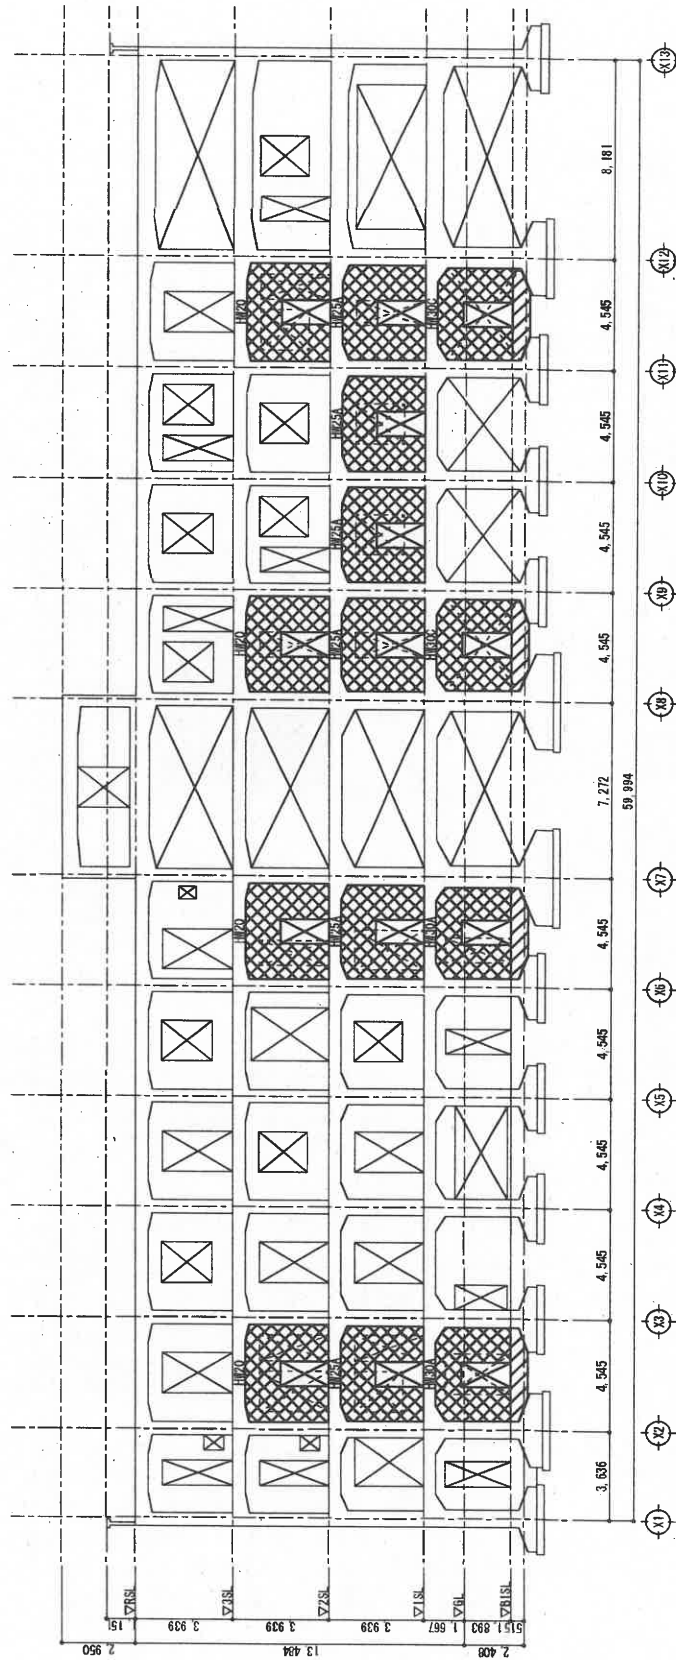 2,950
1,151
▽RSL
3,939
▽3SL
HW20
HW20
HW20
HW20
13,484
3,939
▽2SL
HW25A
HW25A
HW25A
HW25A
HW25A
HW25A
3,939
▽1SL
HW30A
HW30A
HW30C
HW30C
1,667
▽GL
2,408
1,893
▽B1SL
515
3,636
4,545
4,545
4,545
4,545
4,545
7,272
4,545
4,545
4,545
4,545
8,181
59,994
X1
X2
X3
X4
X5
X6
X7
X8
X9
X10
X11
X12
X13